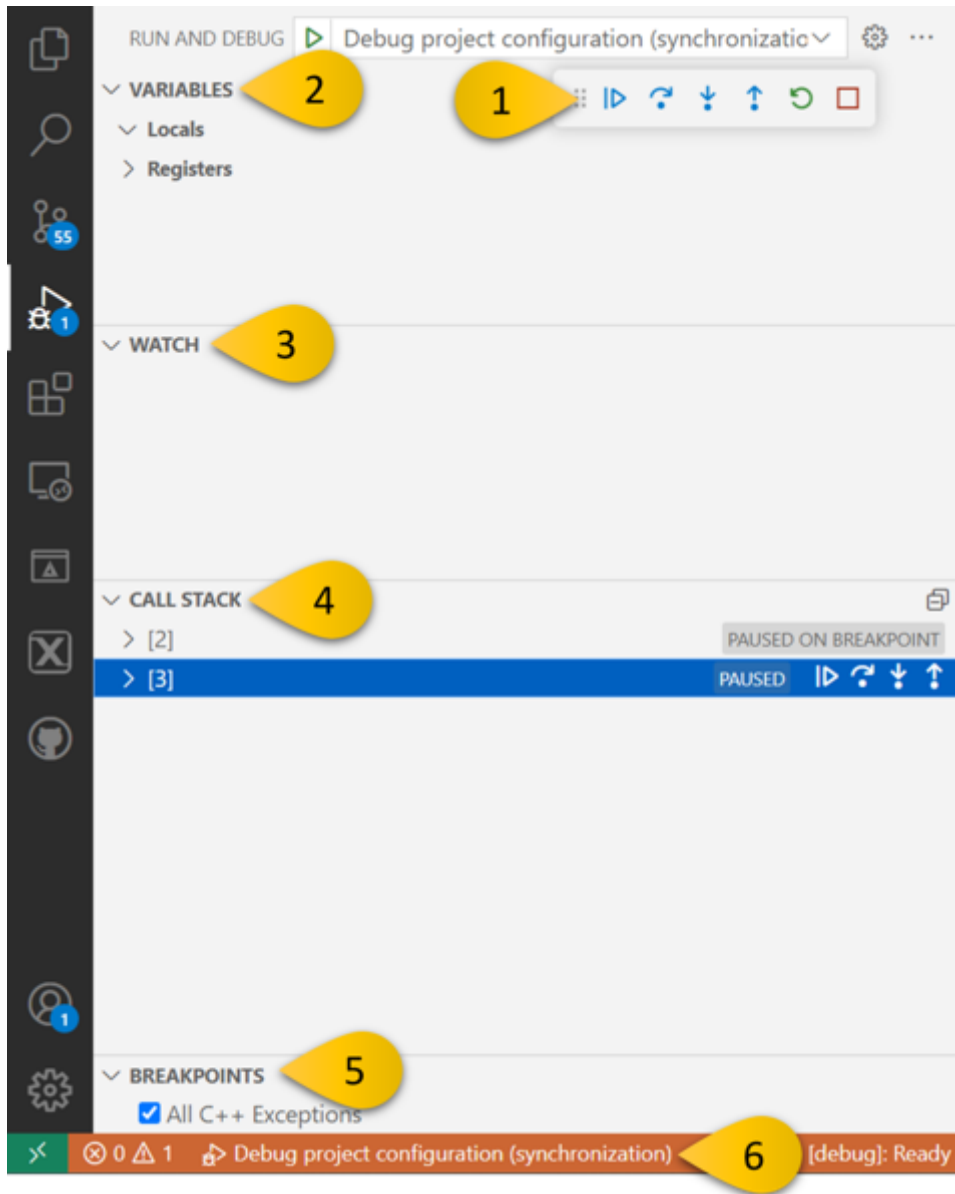 RUN AND DEBUG Debug project configuration (synchronizatio
VARIABLES 2 1
Locals
Registers
55
1
WATCH 3
CALL STACK 4
[2] PAUSED ON BREAKPOINT
[3] PAUSED
1
BREAKPOINTS 5
All C++ Exceptions
0 1 Debug project configuration (synchronization) 6 [debug]: Ready